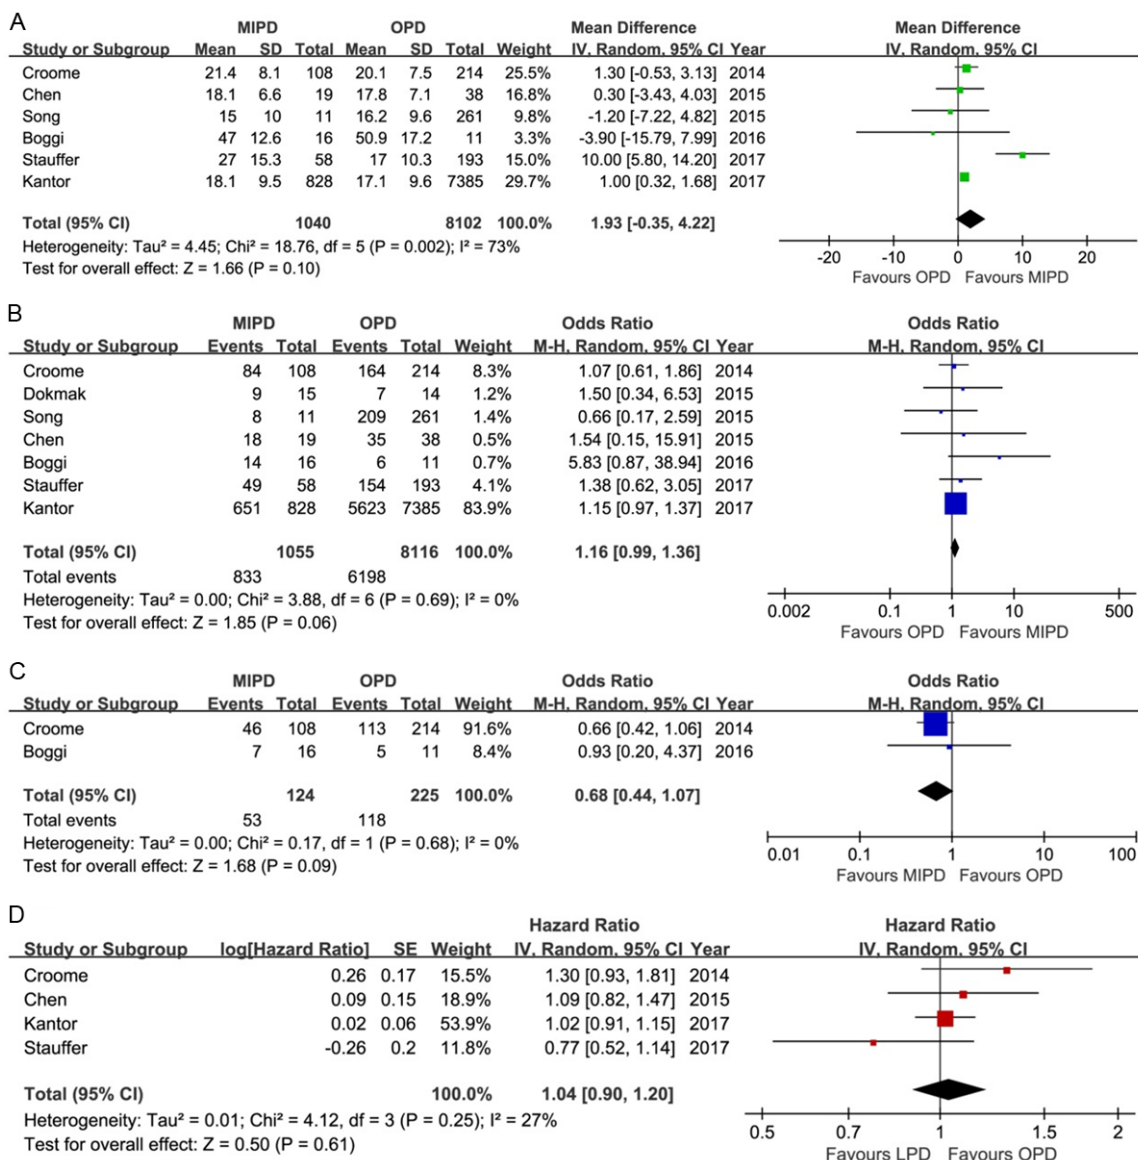 A
MIPD OPD Mean Difference Mean Difference
Study or Subgroup Mean SD Total Mean SD Total Weight IV, Random, 95% CI Year IV, Random, 95% CI
Croome 21.4 8.1 108 20.1 7.5 214 25.5% 1.30 [-0.53, 3.13] 2014
Chen 18.1 6.6 19 17.8 7.1 38 16.8% 0.30 [-3.43, 4.03] 2015
Song 15 10 11 16.2 9.6 261 9.8% -1.20 [-7.22, 4.82] 2015
Boggi 47 12.6 16 50.9 17.2 11 3.3% -3.90 [-15.79, 7.99] 2016
Stauffer 27 15.3 58 17 10.3 193 15.0% 10.00 [5.80, 14.20] 2017
Kantor 18.1 9.5 828 17.1 9.6 7385 29.7% 1.00 [0.32, 1.68] 2017
Total (95% CI) 1040 8102 100.0% 1.93 [-0.35, 4.22]
Heterogeneity: Tau² = 4.45; Chi² = 18.76, df = 5 (P = 0.002); I² = 73%
Test for overall effect: Z = 1.66 (P = 0.10)
-20 -10 0 10 20
Favours OPD Favours MIPD
B
MIPD OPD Odds Ratio Odds Ratio
Study or Subgroup Events Total Events Total Weight M-H, Random, 95% CI Year M-H, Random, 95% CI
Croome 84 108 164 214 8.3% 1.07 [0.61, 1.86] 2014
Dokmak 9 15 7 14 1.2% 1.50 [0.34, 6.53] 2015
Song 8 11 209 261 1.4% 0.66 [0.17, 2.59] 2015
Chen 18 19 35 38 0.5% 1.54 [0.15, 15.91] 2015
Boggi 14 16 6 11 0.7% 5.83 [0.87, 38.94] 2016
Stauffer 49 58 154 193 4.1% 1.38 [0.62, 3.05] 2017
Kantor 651 828 5623 7385 83.9% 1.15 [0.97, 1.37] 2017
Total (95% CI) 1055 8116 100.0% 1.16 [0.99, 1.36]
Total events 833 6198
Heterogeneity: Tau² = 0.00; Chi² = 3.88, df = 6 (P = 0.69); I² = 0%
Test for overall effect: Z = 1.85 (P = 0.06)
0.002 0.1 1 10 500
Favours OPD Favours MIPD
C
MIPD OPD Odds Ratio Odds Ratio
Study or Subgroup Events Total Events Total Weight M-H, Random, 95% CI Year M-H, Random, 95% CI
Croome 46 108 113 214 91.6% 0.66 [0.42, 1.06] 2014
Boggi 7 16 5 11 8.4% 0.93 [0.20, 4.37] 2016
Total (95% CI) 124 225 100.0% 0.68 [0.44, 1.07]
Total events 53 118
Heterogeneity: Tau² = 0.00; Chi² = 0.17, df = 1 (P = 0.68); I² = 0%
Test for overall effect: Z = 1.68 (P = 0.09)
0.01 0.1 1 10 100
Favours MIPD Favours OPD
D
Hazard Ratio Hazard Ratio
Study or Subgroup log[Hazard Ratio] SE Weight IV, Random, 95% CI Year IV, Random, 95% CI
Croome 0.26 0.17 15.5% 1.30 [0.93, 1.81] 2014
Chen 0.09 0.15 18.9% 1.09 [0.82, 1.47] 2015
Kantor 0.02 0.06 53.9% 1.02 [0.91, 1.15] 2017
Stauffer -0.26 0.2 11.8% 0.77 [0.52, 1.14] 2017
Total (95% CI) 100.0% 1.04 [0.90, 1.20]
Heterogeneity: Tau² = 0.01; Chi² = 4.12, df = 3 (P = 0.25); I² = 27%
Test for overall effect: Z = 0.50 (P = 0.61)
0.5 0.7 1 1.5 2
Favours LPD Favours OPD